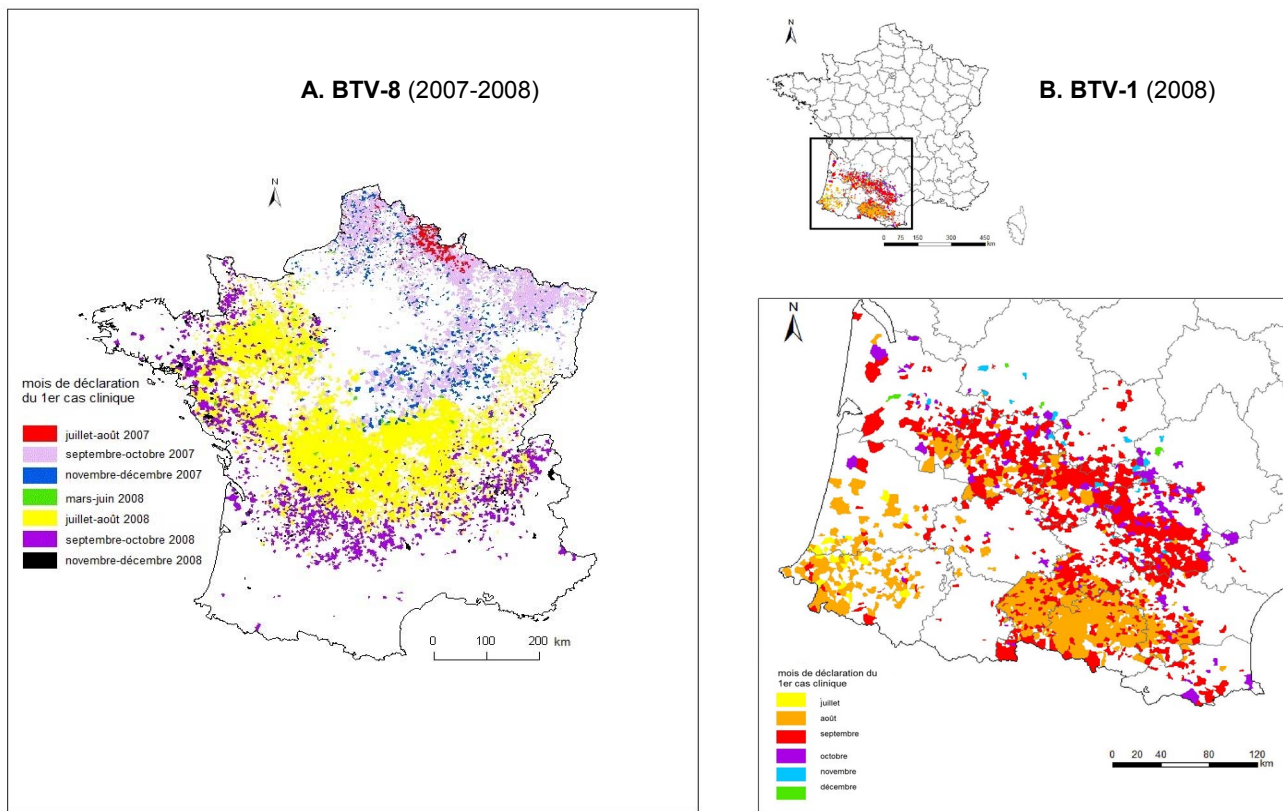 A. BTV-8 (2007-2008)
N
mois de déclaration
du 1er cas clinique
juillet-août 2007
septembre-octobre 2007
novembre-décembre 2007
mars-juin 2008
juillet-août 2008
septembre-octobre 2008
novembre-décembre 2008
0 100 200 km
N
B. BTV-1 (2008)
0 75 150 300 450
km
N
mois de déclaration du
1er cas clinique
juillet
août
septembre
octobre
novembre
décembre
0 20 40 80 120
km